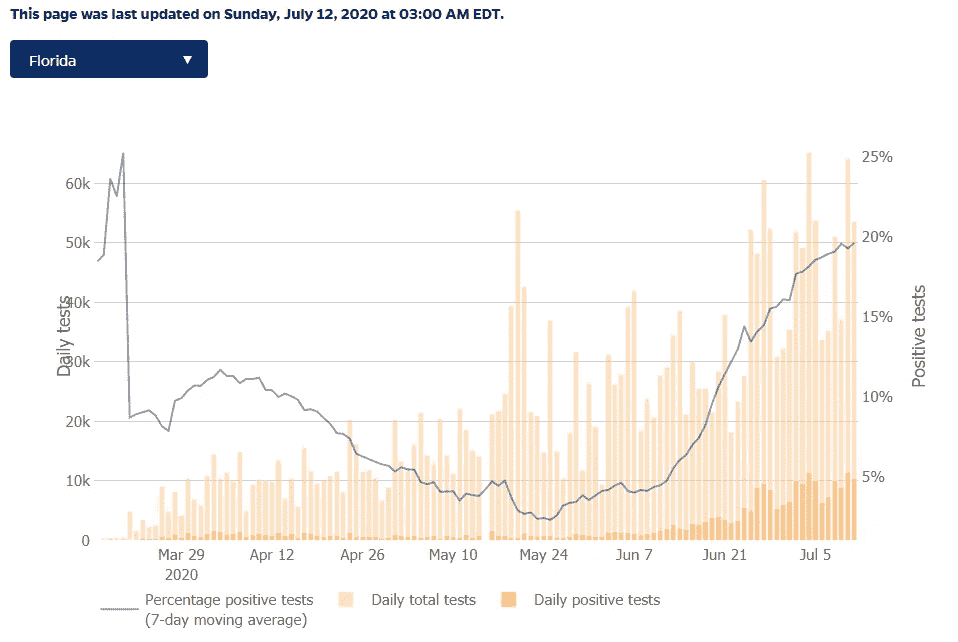 This page was last updated on Sunday, July 12, 2020 at 03:00 AM EDT.
Florida
Daily tests
60k
50k
40k
30k
20k
10k
0
25%
20%
15%
10%
5%
Positive tests
Mar 29 Apr 12 Apr 26 May 10 May 24 Jun 7 Jun 21 Jul 5
2020
Percentage positive tests Daily total tests Daily positive tests
(7-day moving average)